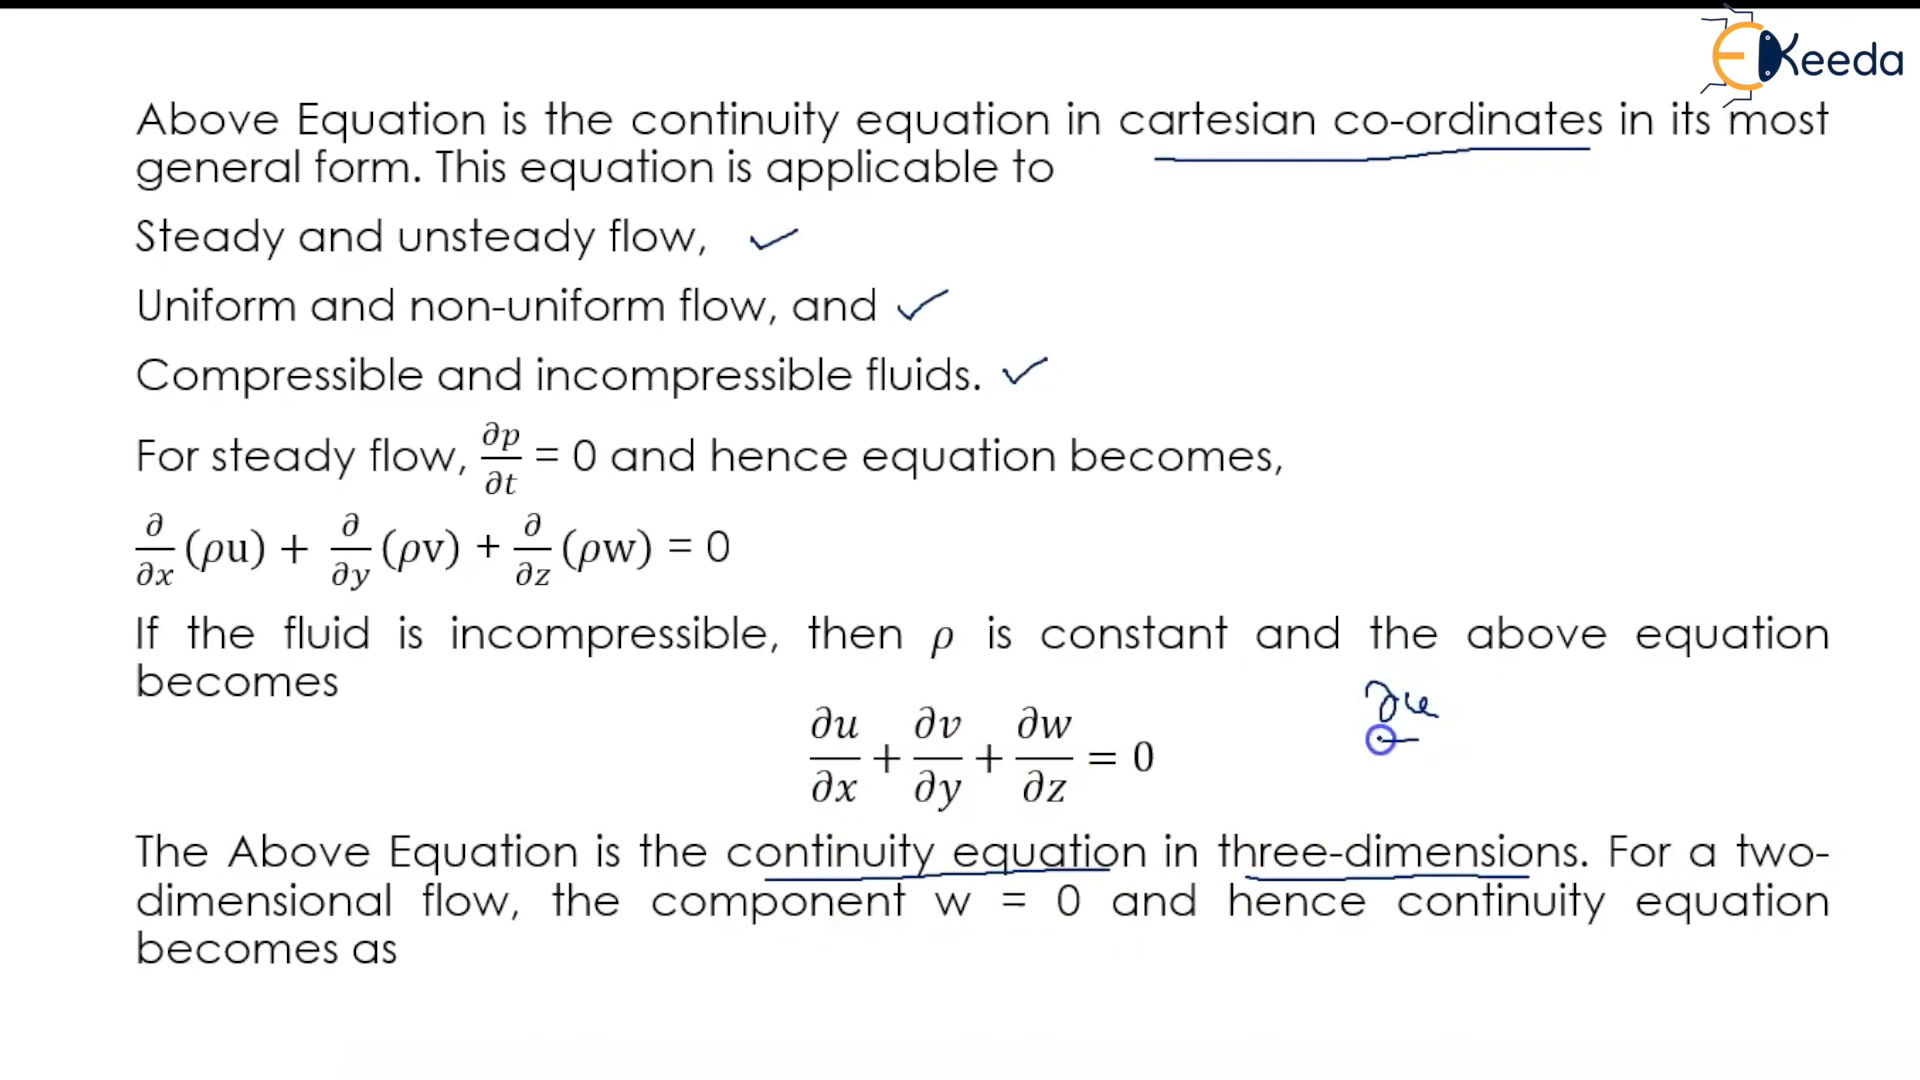 Keeda
Above Equation is the continuity equation in cartesian co-ordinates in its most
general form. This equation is applicable to
Steady and unsteady flow, ✓
Uniform and non-uniform flow, and ✓
Compressible and incompressible fluids. ✓
For steady flow, ∂p/∂t = 0 and hence equation becomes,
∂/∂x (ρu) + ∂/∂y (ρv) + ∂/∂z (ρw) = 0
If the fluid is incompressible, then ρ is constant and the above equation
becomes
∂u/∂x + ∂v/∂y + ∂w/∂z = 0
∂u
The Above Equation is the continuity equation in three-dimensions. For a two-
dimensional flow, the component w = 0 and hence continuity equation
becomes as